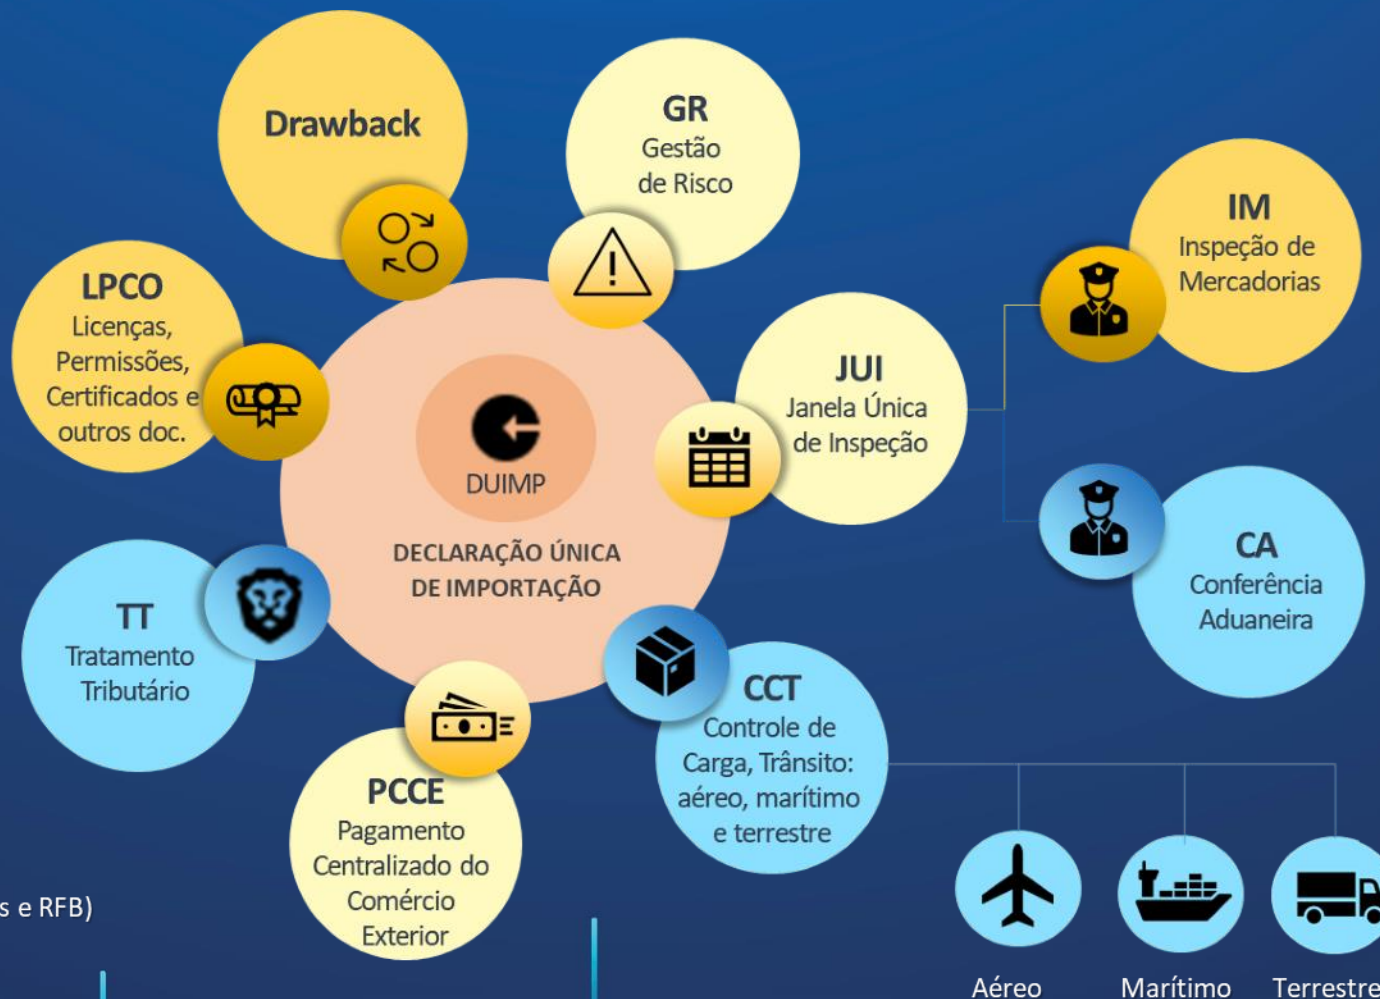 Drawback
GR
Gestão
de Risco
IM
Inspeção de
Mercadorias
LPCO
Licenças,
Permissões,
Certificados e
outros doc.
JUI
Janela Única
de Inspeção
DUIMP
DECLARAÇÃO ÚNICA
DE IMPORTAÇÃO
CA
Conferência
Aduaneira
TT
Tratamento
Tributário
CCT
Controle de
Carga, Trânsito:
aéreo, marítimo
e terrestre
PCCE
Pagamento
Centralizado do
Comércio
Exterior
s e RFB)
Aéreo
Marítimo
Terrestre